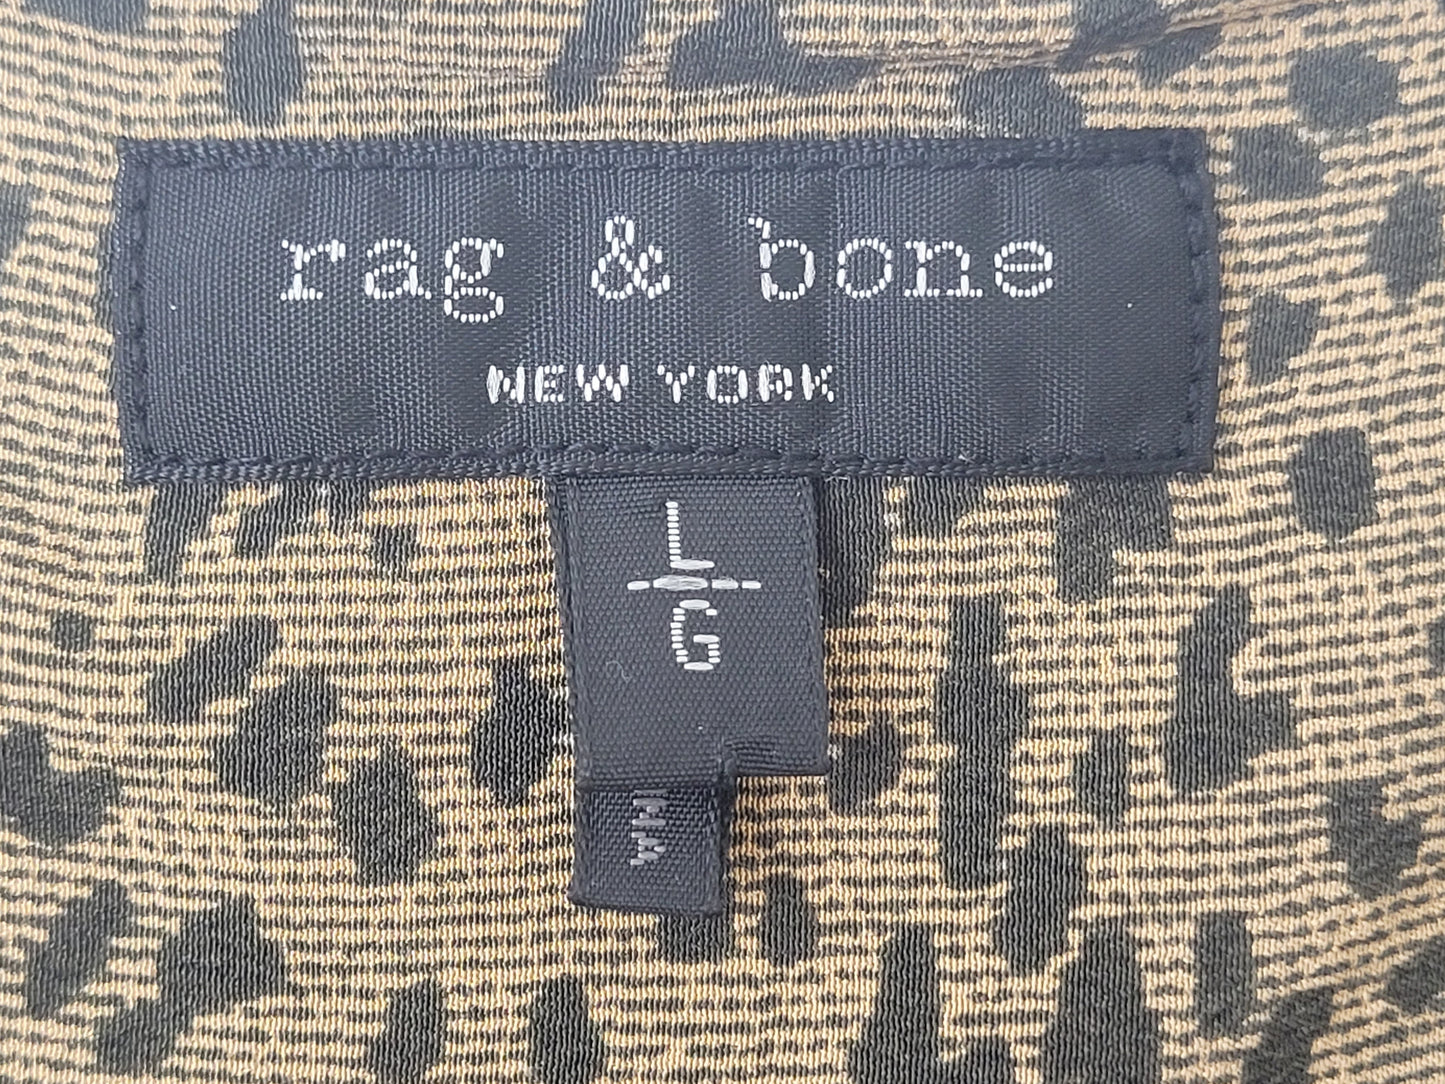 rag & bone
NEW YORK
L
G